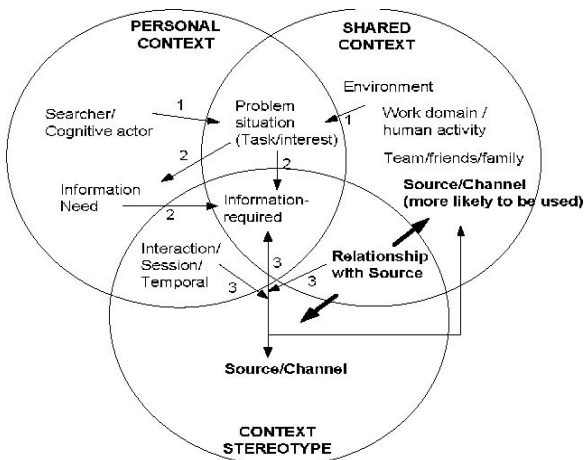 PERSONAL
CONTEXT
SHARED
CONTEXT
Searcher/
Cognitive actor
1
Problem
situation
(Task/interest)
Environment
1
Work domain /
human activity
Team/friends/family
2
2
Information
Need
2
Information-
required
Source/Channel
(more likely to be used)
Interaction/
Session/
Temporal
3
3
3
Relationship
with Source
Source/Channel
CONTEXT
STEREOTYPE